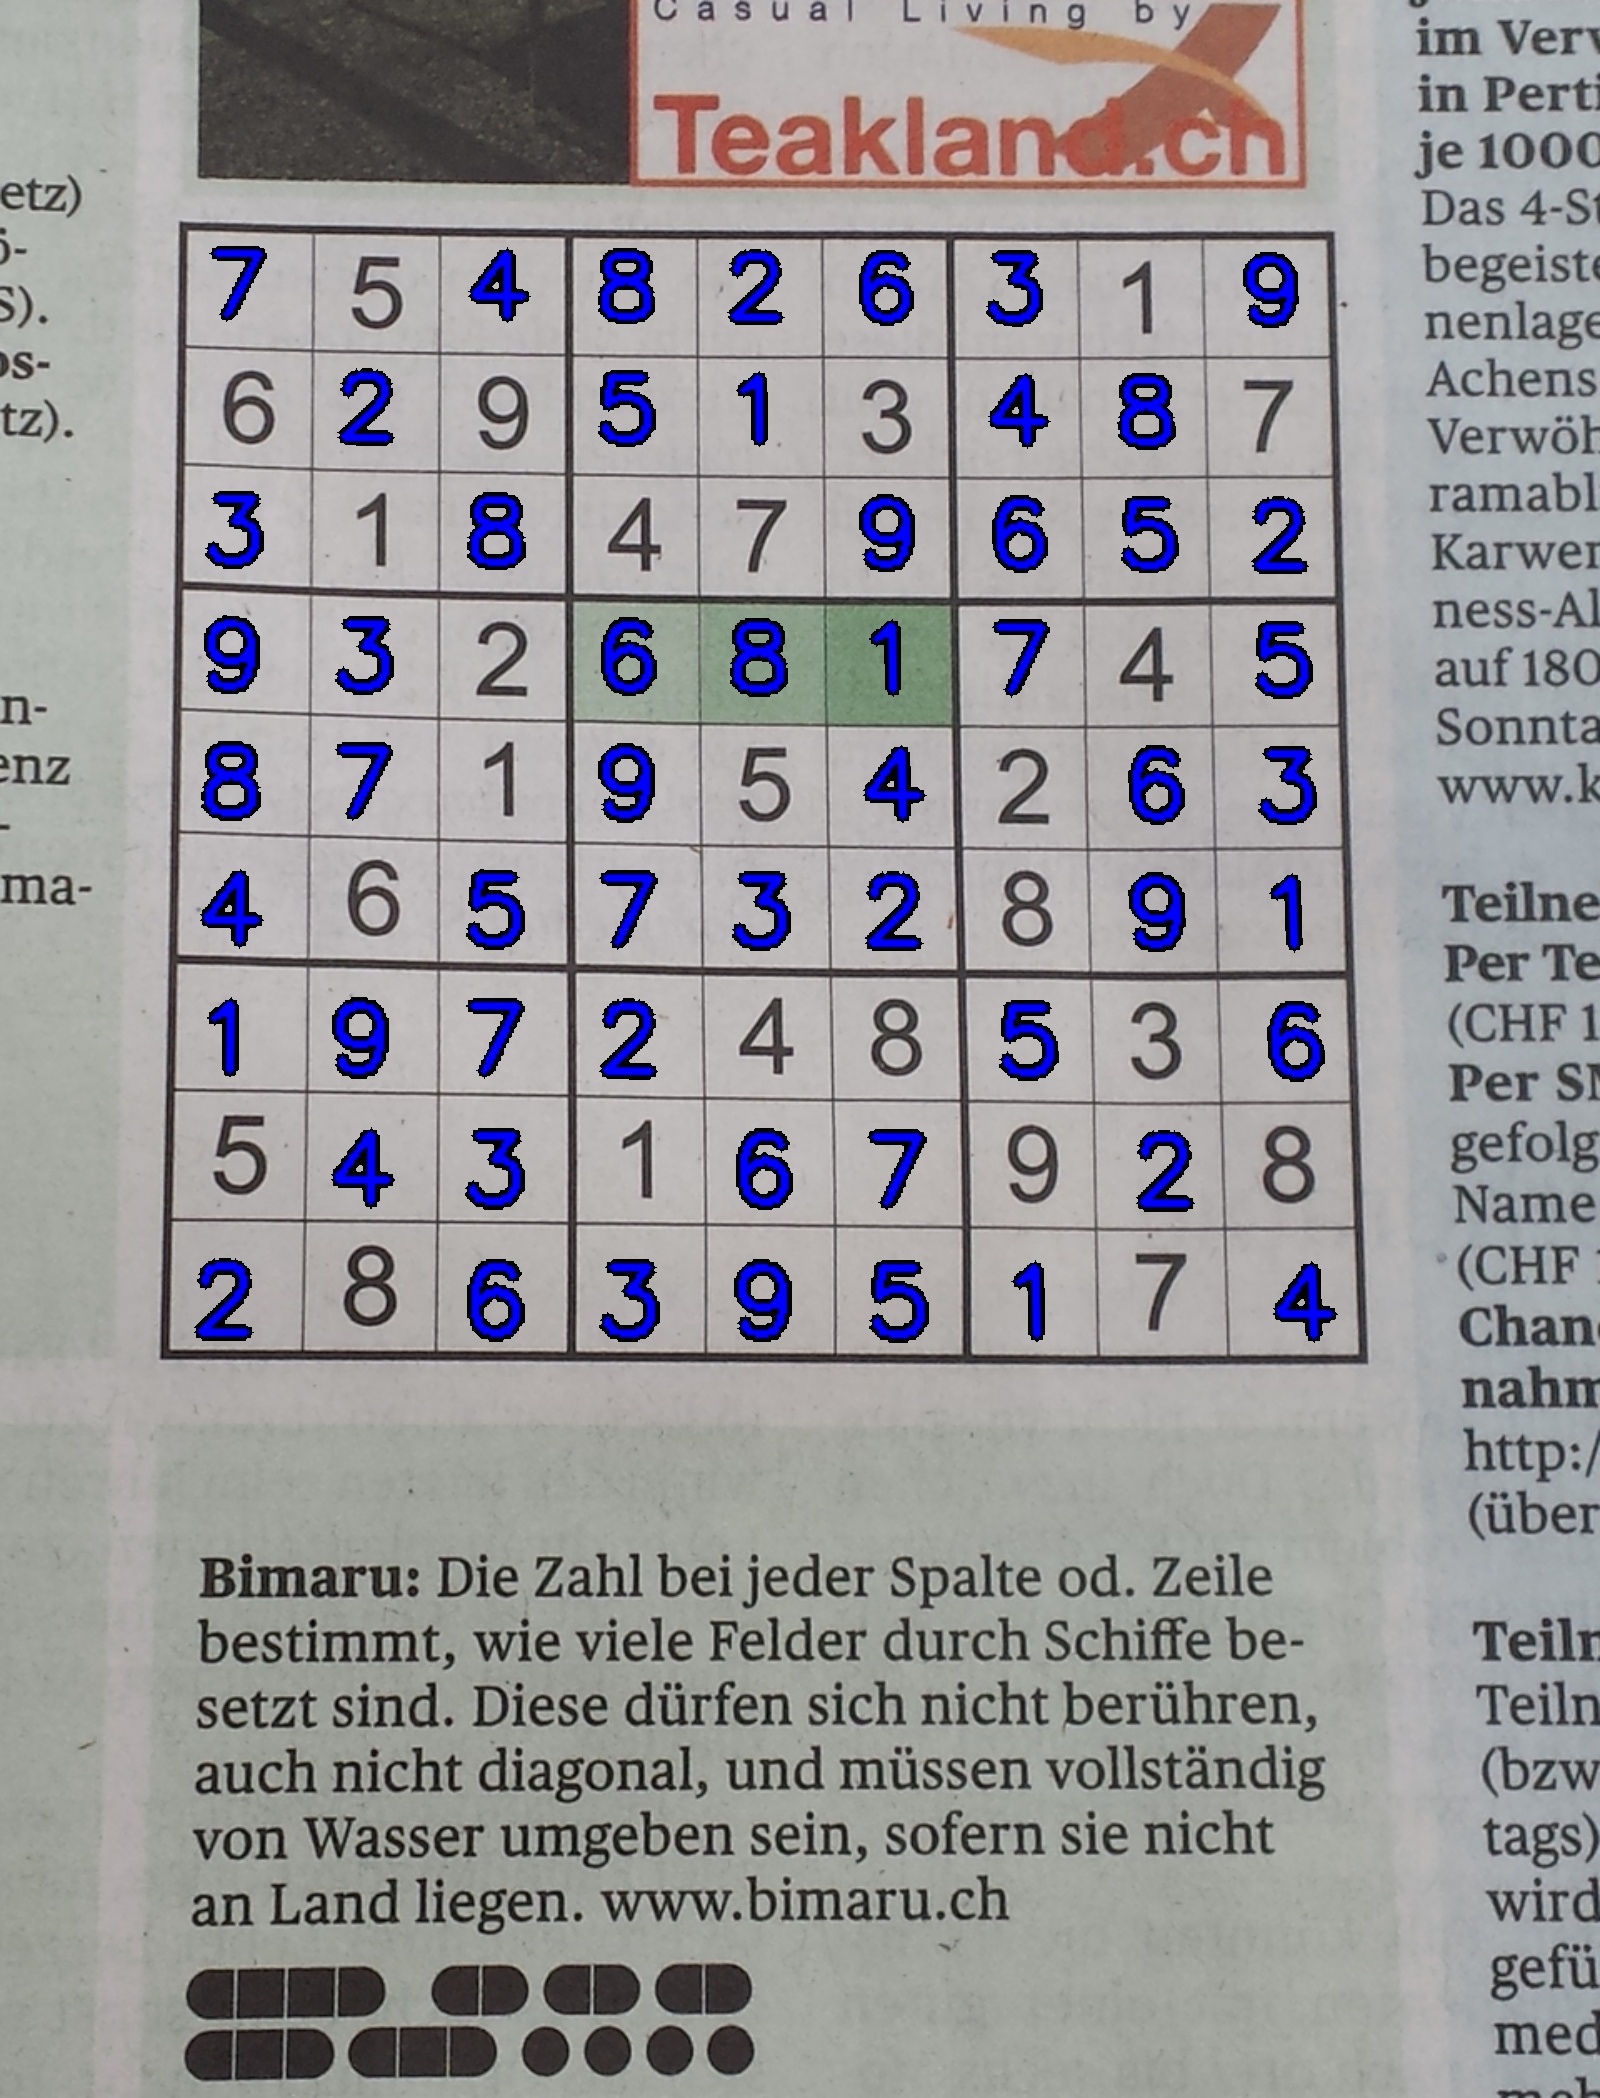 Casual Living by
Teakland.ch
im Verv
in Perti
je 1000
Das 4-St
begeiste
nenlage
Achens
Verwöh
ramabl
Karwen
ness-Al
auf 180
Sonnta
www.k
etz)
ö-
S).
os-
tz).
n-
enz
-
ma-
7 5 4 8 2 6 3 1 9
6 2 9 5 1 3 4 8 7
3 1 8 4 7 9 6 5 2
9 3 2 6 8 1 7 4 5
8 7 1 9 5 4 2 6 3
4 6 5 7 3 2 8 9 1
1 9 7 2 4 8 5 3 6
5 4 3 1 6 7 9 2 8
2 8 6 3 9 5 1 7 4
Teilne
Per Te
(CHF 1
Per SM
gefolg
Name
(CHF 1
Chanc
nahm
http:/
(über
Bimaru: Die Zahl bei jeder Spalte od. Zeile
bestimmt, wie viele Felder durch Schiffe be-
setzt sind. Diese dürfen sich nicht berühren,
auch nicht diagonal, und müssen vollständig
von Wasser umgeben sein, sofern sie nicht
an Land liegen. www.bimaru.ch
Teiln
Teiln
(bzw
tags)
wird
gefü
med